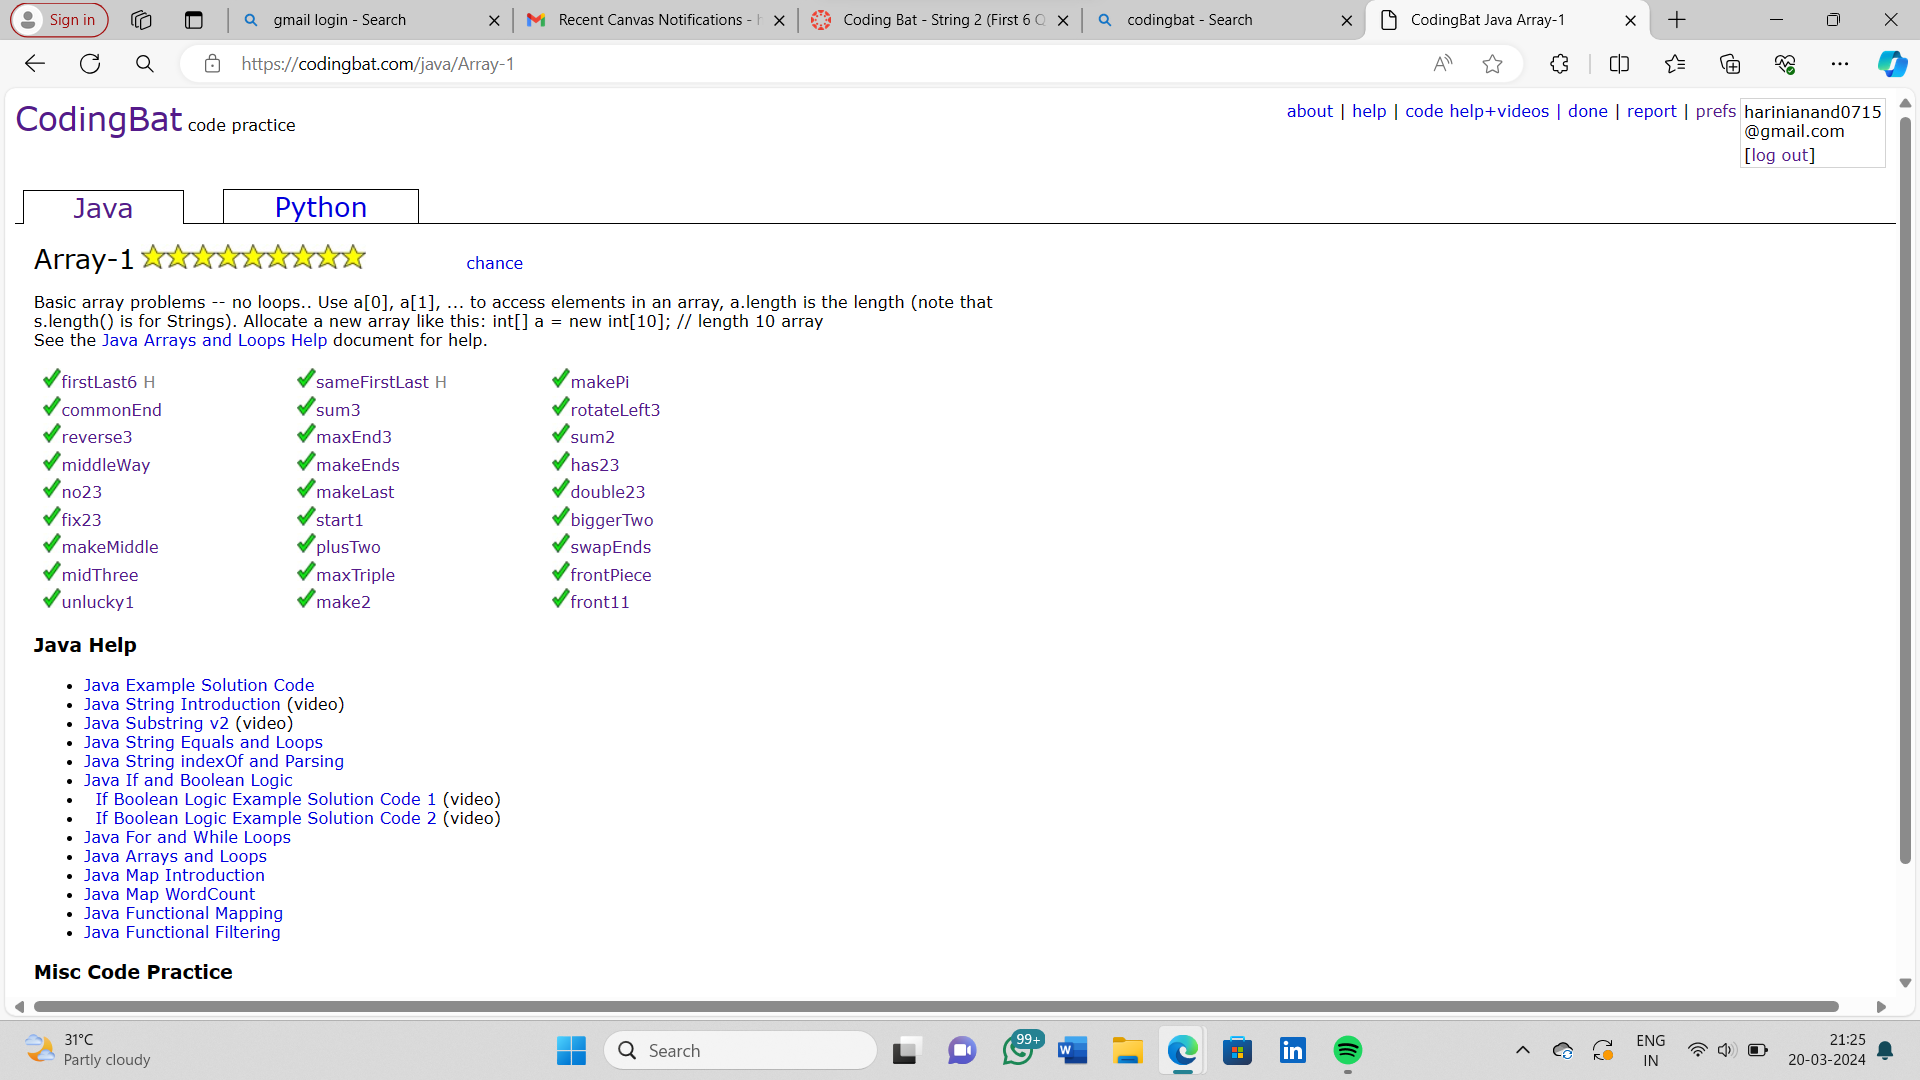 Sign in
gmail login - Search
Recent Canvas Notifications - h
Coding Bat - String 2 (First 6 Q
codingbat - Search
CodingBat Java Array-1
https://codingbat.com/java/Array-1
CodingBat code practice
about | help | code help+videos | done | report | prefs
harinianand0715
@gmail.com
[log out]
Java
Python
Array-1
chance
Basic array problems -- no loops.. Use a[0], a[1], ... to access elements in an array, a.length is the length (note that
s.length() is for Strings). Allocate a new array like this: int[] a = new int[10]; // length 10 array
See the Java Arrays and Loops Help document for help.
firstLast6 H sameFirstLast H makePi
commonEnd sum3 rotateLeft3
reverse3 maxEnd3 sum2
middleWay makeEnds has23
no23 makeLast double23
fix23 start1 biggerTwo
makeMiddle plusTwo swapEnds
midThree maxTriple frontPiece
unlucky1 make2 front11
Java Help
• Java Example Solution Code
• Java String Introduction (video)
• Java Substring v2 (video)
• Java String Equals and Loops
• Java String indexOf and Parsing
• Java If and Boolean Logic
• If Boolean Logic Example Solution Code 1 (video)
• If Boolean Logic Example Solution Code 2 (video)
• Java For and While Loops
• Java Arrays and Loops
• Java Map Introduction
• Java Map WordCount
• Java Functional Mapping
• Java Functional Filtering
Misc Code Practice
31°C
Partly cloudy
Search
99+
ENG
IN
21:25
20-03-2024